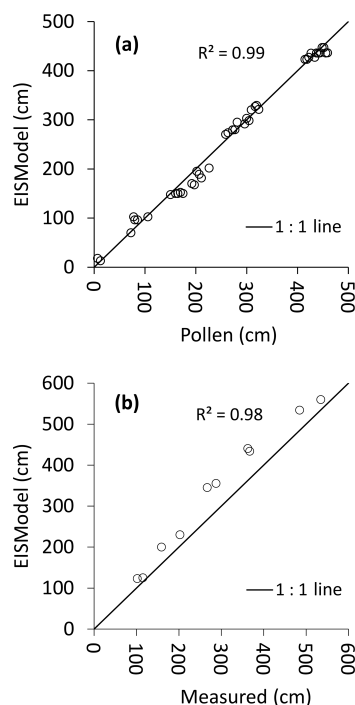 500
(a)
R² = 0.99
400
300
200
100
0
EISModel (cm)
1 : 1 line
0 100 200 300 400 500
Pollen (cm)
600
(b)
R² = 0.98
500
400
300
200
100
0
EISModel (cm)
1 : 1 line
0 100 200 300 400 500 600
Measured (cm)